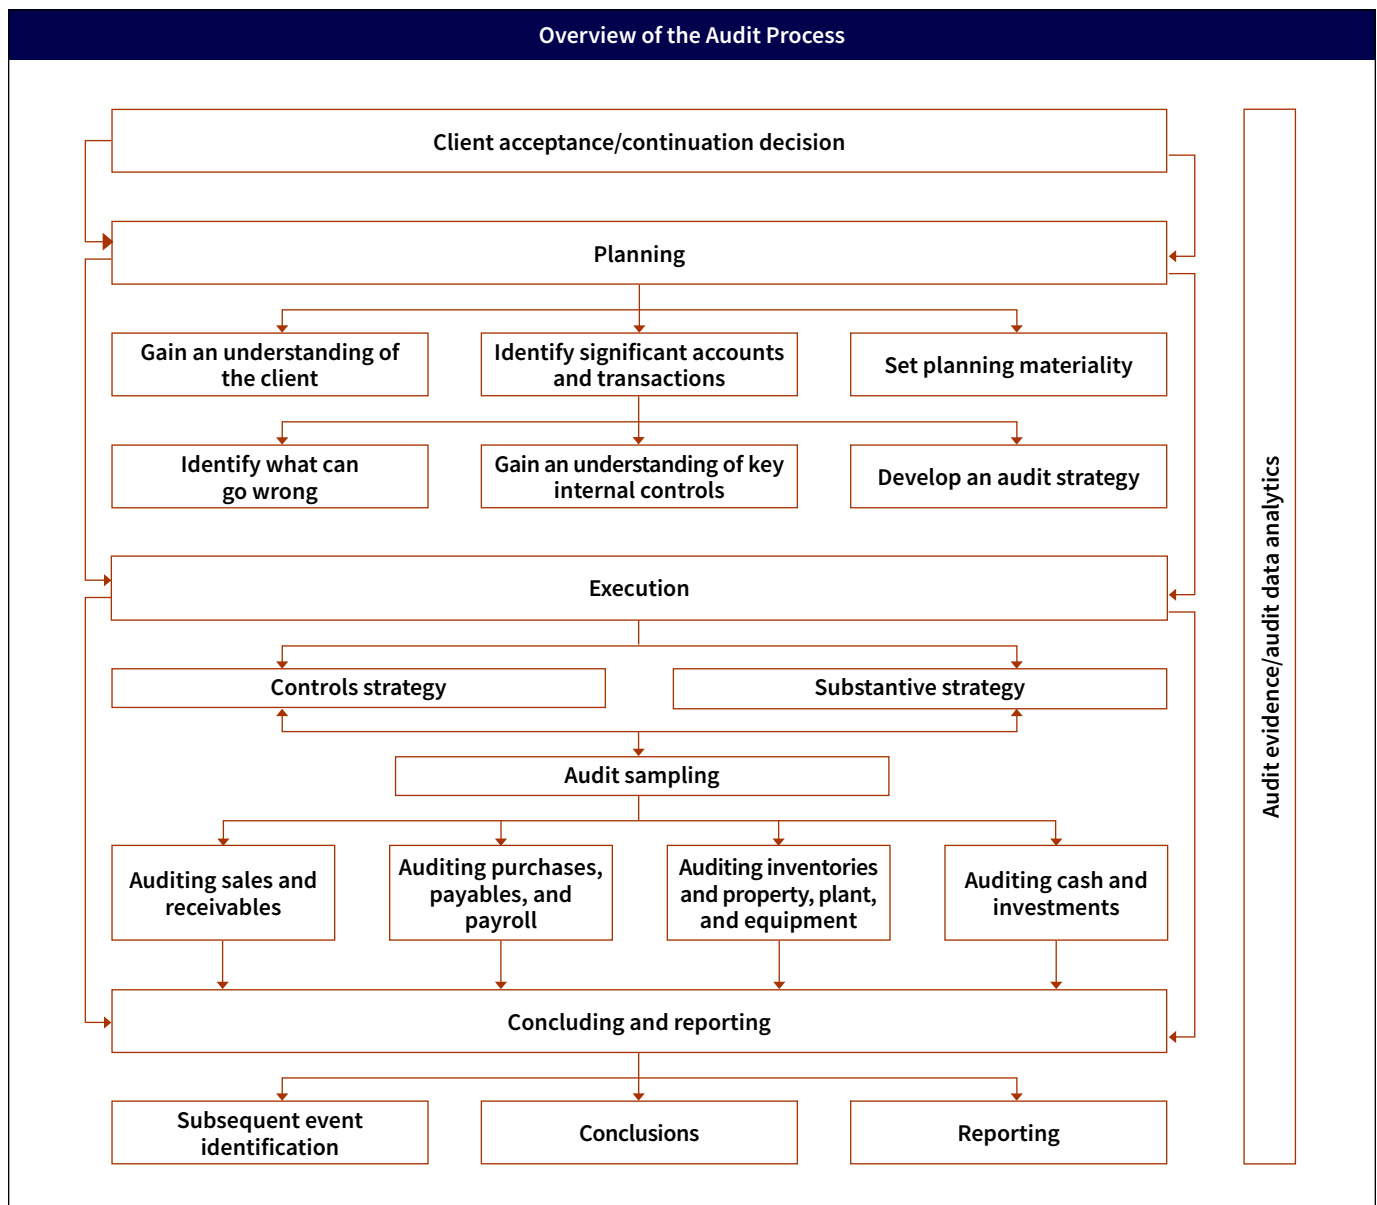 Overview of the Audit Process
Client acceptance/continuation decision
Planning
Gain an understanding of
the client
Identify significant accounts
and transactions
Set planning materiality
Identify what can
go wrong
Gain an understanding of key
internal controls
Develop an audit strategy
Execution
Controls strategy
Substantive strategy
Audit sampling
Auditing sales and
receivables
Auditing purchases,
payables, and
payroll
Auditing inventories
and property, plant,
and equipment
Auditing cash and
investments
Concluding and reporting
Subsequent event
identification
Conclusions
Reporting
Audit evidence/audit data analytics